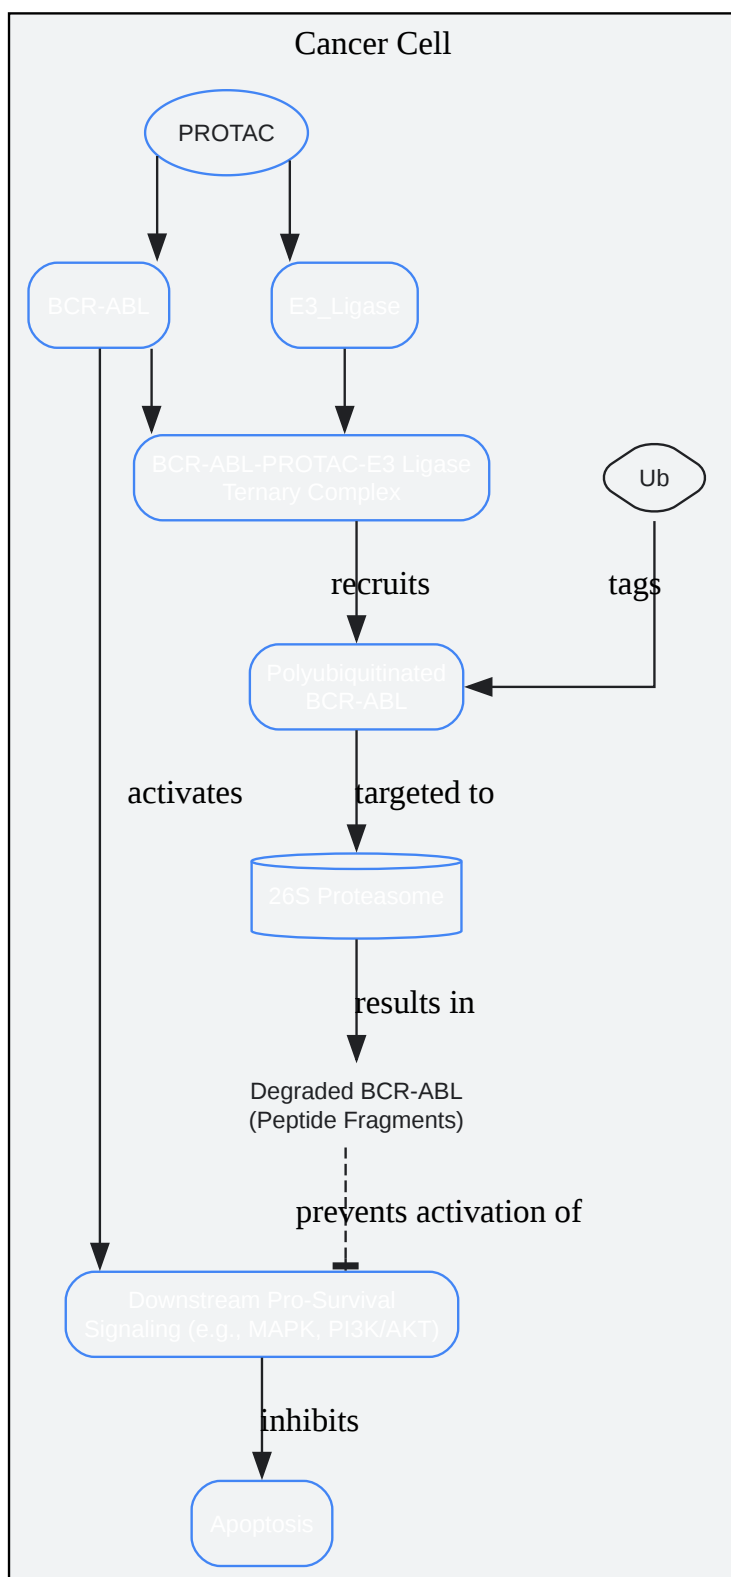 Cancer Cell
PROTAC
BCR-ABL
E3_Ligase
BCR-ABL-PROTAC-E3 Ligase
Ternary Complex
Ub
recruits
tags
Polyubiquitinated
BCR-ABL
activates
targeted to
26S Proteasome
results in
Degraded BCR-ABL
(Peptide Fragments)
prevents activation of
Downstream Pro-Survival
Signaling (e.g., MAPK, PI3K/AKT)
inhibits
Apoptosis